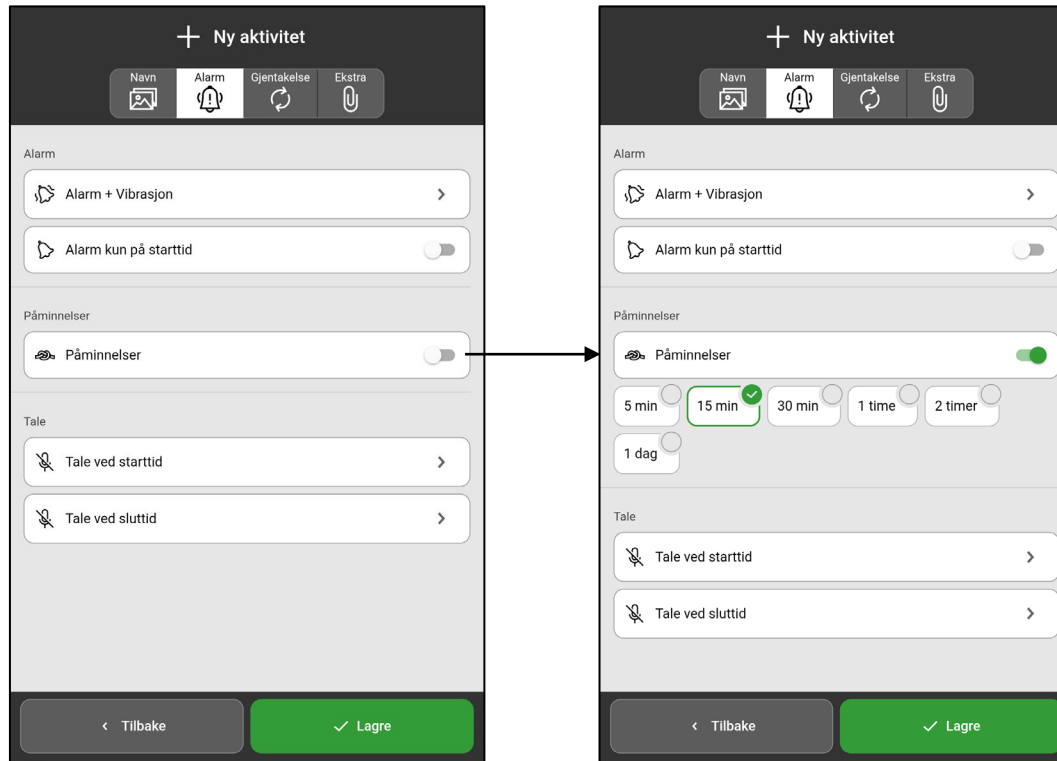 Ny aktivitet
Navn Alarm Gjentakelse Ekstra
Alarm
Alarm + Vibrasjon
Alarm kun på starttid
Påminnelser
Påminnelser
Tale
Tale ved starttid
Tale ved sluttid
Tilbake Lagre
Ny aktivitet
Navn Alarm Gjentakelse Ekstra
Alarm
Alarm + Vibrasjon
Alarm kun på starttid
Påminnelser
Påminnelser
5 min 15 min 30 min 1 time 2 timer
1 dag
Tale
Tale ved starttid
Tale ved sluttid
Tilbake Lagre